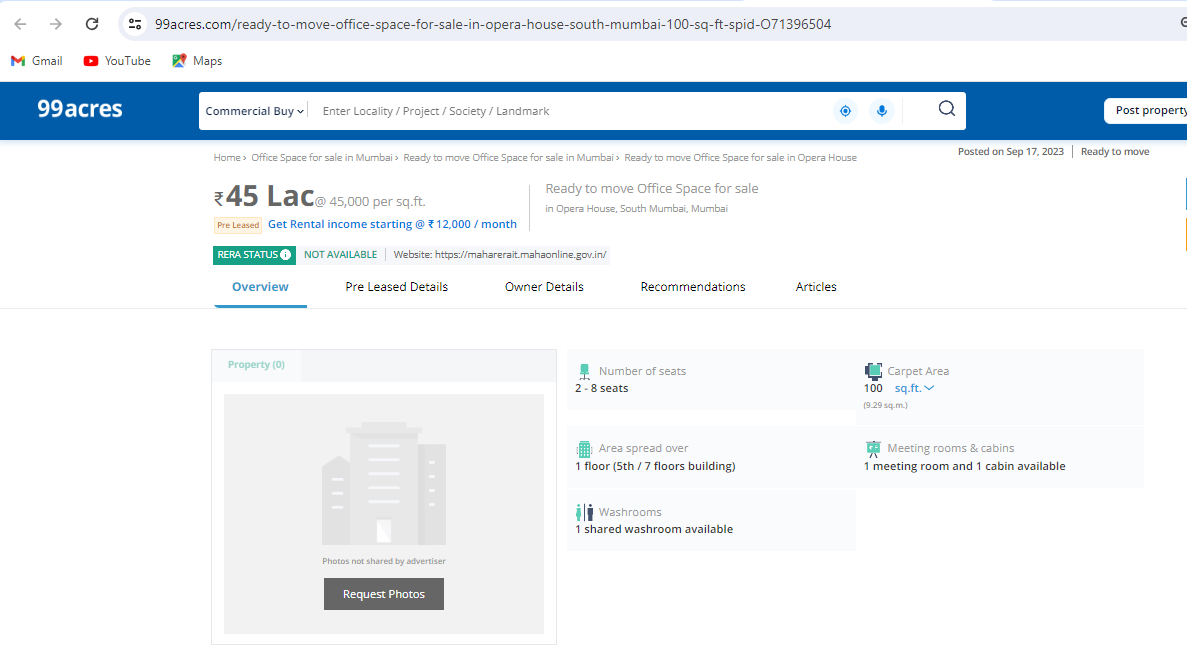 99acres.com/ready-to-move-office-space-for-sale-in-opera-house-south-mumbai-100-sq-ft-spid-O71396504
Gmail YouTube Maps
99acres Commercial Buy Enter Locality / Project / Society / Landmark Post property
Home › Office Space for sale in Mumbai › Ready to move Office Space for sale in Mumbai › Ready to move Office Space for sale in Opera House
Posted on Sep 17, 2023 | Ready to move
₹45 Lac @ 45,000 per sq.ft.
Pre Leased Get Rental income starting @ ₹12,000 / month
Ready to move Office Space for sale
in Opera House, South Mumbai, Mumbai
RERA STATUS i NOT AVAILABLE | Website: https://maharerait.mahaonline.gov.in/
Overview Pre Leased Details Owner Details Recommendations Articles
Property (0)
Photos not shared by advertiser
Request Photos
Number of seats
2 - 8 seats
Carpet Area
100 sq.ft.
(9.29 sq.m.)
Area spread over
1 floor (5th / 7 floors building)
Meeting rooms & cabins
1 meeting room and 1 cabin available
Washrooms
1 shared washroom available